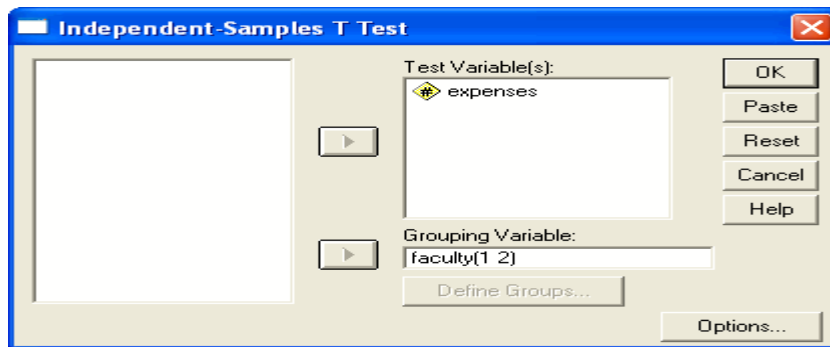 Independent-Samples T Test
Test Variable(s):
# expenses
OK
Paste
Reset
Cancel
Help
Grouping Variable:
faculty(1 2)
Define Groups...
Options...